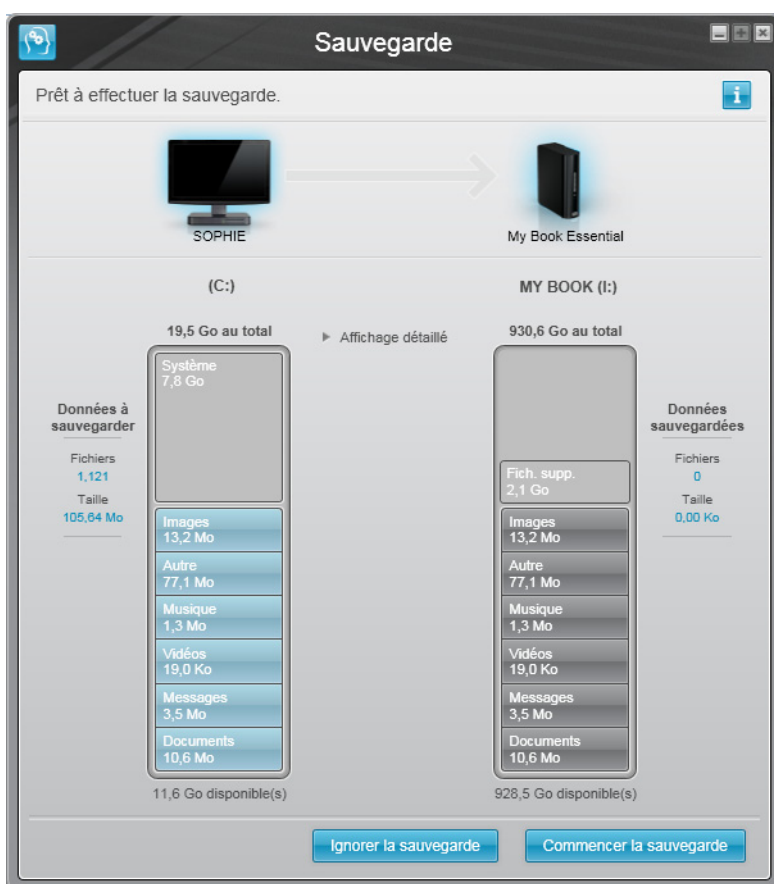 Sauvegarde
Prêt à effectuer la sauvegarde.
i
SOPHIE
My Book Essential
(C:)
MY BOOK (I:)
19,5 Go au total
Affichage détaillé
930,6 Go au total
Système
7,8 Go
Données à
sauvegarder
Fichiers
1,121
Taille
105,64 Mo
Images
13,2 Mo
Autre
77,1 Mo
Musique
1,3 Mo
Vidéos
19,0 Ko
Messages
3,5 Mo
Documents
10,6 Mo
11,6 Go disponible(s)
Fich. supp.
2,1 Go
Images
13,2 Mo
Autre
77,1 Mo
Musique
1,3 Mo
Vidéos
19,0 Ko
Messages
3,5 Mo
Documents
10,6 Mo
928,5 Go disponible(s)
Données
sauvegardées
Fichiers
0
Taille
0,00 Ko
Ignorer la sauvegarde
Commencer la sauvegarde